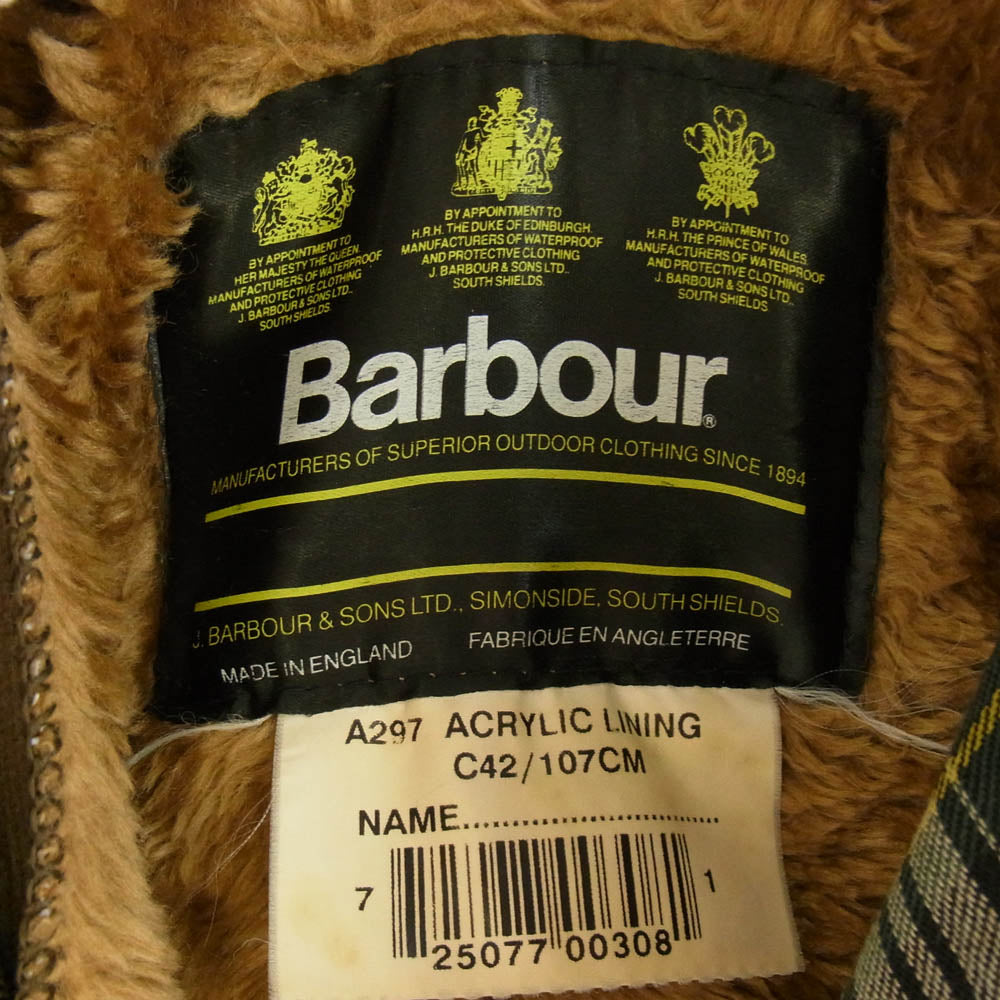 BY APPOINTMENT TO
HER MAJESTY THE QUEEN.
MANUFACTURERS OF WATERPROOF
AND PROTECTIVE CLOTHING
J. BARBOUR & SONS LTD.,
SOUTH SHIELDS.
BY APPOINTMENT TO
H.R.H. THE DUKE OF EDINBURGH.
MANUFACTURERS OF WATERPROOF
AND PROTECTIVE CLOTHING
J. BARBOUR & SONS LTD.,
SOUTH SHIELDS.
BY APPOINTMENT TO
H.R.H. THE PRINCE OF WALES.
MANUFACTURERS OF WATERPROOF
AND PROTECTIVE CLOTHING
J. BARBOUR & SONS LTD.,
SOUTH SHIELDS.
Barbour®
MANUFACTURERS OF SUPERIOR OUTDOOR CLOTHING SINCE 1894
J. BARBOUR & SONS LTD., SIMONSIDE, SOUTH SHIELDS.
MADE IN ENGLAND FABRIQUE EN ANGLETERRE
A297 ACRYLIC LINING
C42/107CM
NAME..............................
7 25077 00308 1